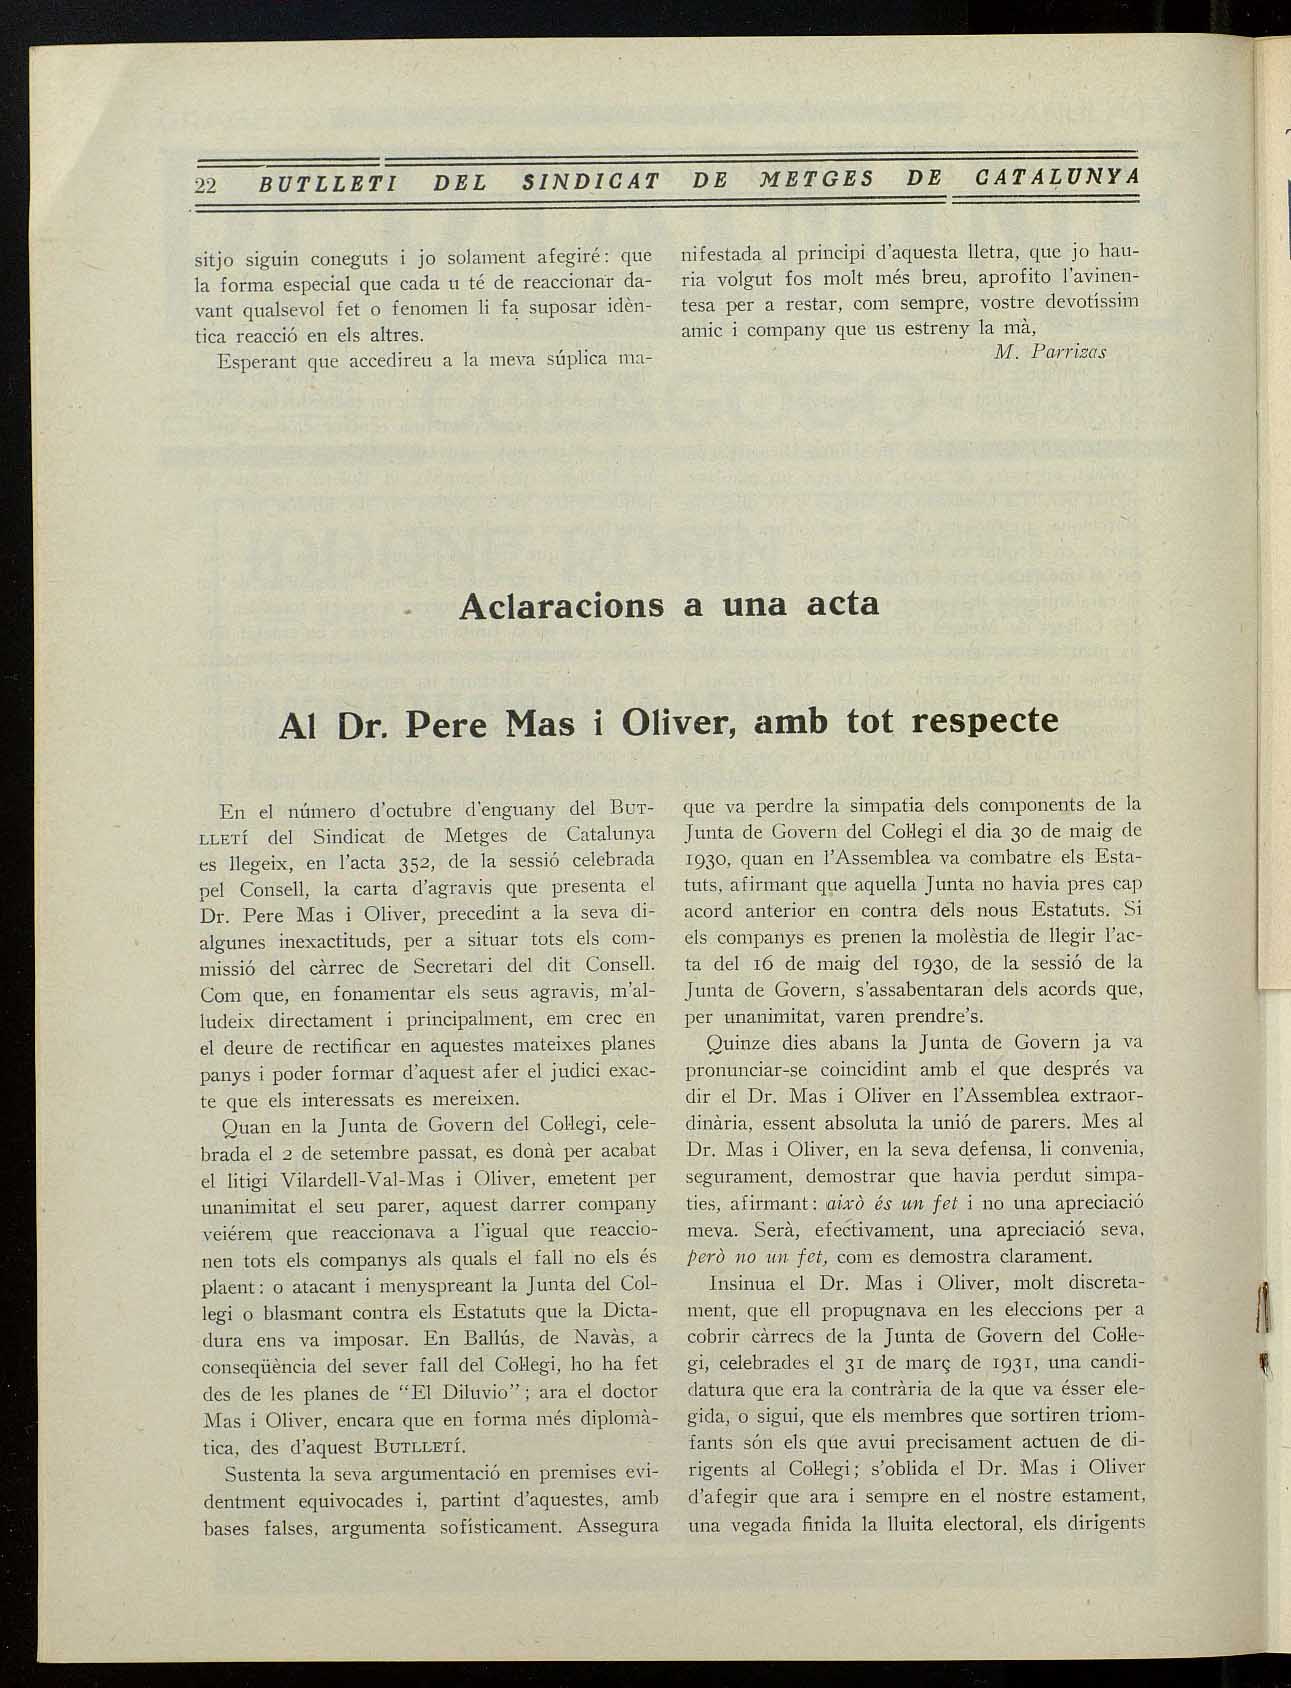 22 BUTLLETI DEL SINDICAT DE METGES DE CATALUNYA
sitjo siguin coneguts i jo solament afegiré: que
la forma especial que cada u té de reaccionar da-
vant qualsevol fet o fenomen li fa suposar idèn-
tica reacció en els altres.
Esperant que accedireu a la meva súplica ma-
nifestada al principi d'aquesta lletra, que jo hau-
ria volgut fos molt més breu, aprofito l'avinen-
tesa per a restar, com sempre, vostre devotíssim
amic i company que us estreny la mà,
M. Parrizas
Aclaracions a una acta
Al Dr. Pere Mas i Oliver, amb tot respecte
En el número d'octubre d'enguany del BUT-
LLETÍ del Sindicat de Metges de Catalunya
es llegeix, en l'acta 352, de la sessió celebrada
pel Consell, la carta d'agravis que presenta el
Dr. Pere Mas i Oliver, precedint a la seva di-
algunes inexactituds, per a situar tots els com-
missió del càrrec de Secretari del dit Consell.
Com que, en fonamentar els seus agravis, m'al-
ludeix directament i principalment, em crec en
el deure de rectificar en aquestes mateixes planes
panys i poder formar d'aquest afer el judici exac-
te que els interessats es mereixen.
Quan en la Junta de Govern del Col·legi, cele-
brada el 2 de setembre passat, es donà per acabat
el litigi Vilardell-Val-Mas i Oliver, emetent per
unanimitat el seu parer, aquest darrer company
veiérem que reaccionava a l'igual que reaccio-
nen tots els companys als quals el fall no els és
plaent: o atacant i menyspreant la Junta del Col-
legi o blasmant contra els Estatuts que la Dicta-
dura ens va imposar. En Ballús, de Navàs, a
conseqüència del sever fall del Col·legi, ho ha fet
des de les planes de "El Diluvio"; ara el doctor
Mas i Oliver, encara que en forma més diplomà-
tica, des d'aquest BUTLLETÍ.
Sustenta la seva argumentació en premises evi-
dentment equivocades i, partint d'aquestes, amb
bases falses, argumenta sofísticament. Assegura
que va perdre la simpatia dels components de la
Junta de Govern del Col·legi el dia 30 de maig de
1930, quan en l'Assemblea va combatre els Esta-
tuts, afirmant que aquella Junta no havia pres cap
acord anterior en contra dels nous Estatuts. Si
els companys es prenen la molèstia de llegir l'ac-
ta del 16 de maig del 1930, de la sessió de la
Junta de Govern, s'assabentaran dels acords que,
per unanimitat, varen prendre's.
Quinze dies abans la Junta de Govern ja va
pronunciar-se coincidint amb el que després va
dir el Dr. Mas i Oliver en l'Assemblea extraor-
dinària, essent absoluta la unió de parers. Mes al
Dr. Mas i Oliver, en la seva defensa, li convenia,
segurament, demostrar que havia perdut simpa-
ties, afirmant: això és un fet i no una apreciació
meva. Serà, efectivament, una apreciació seva,
però no un fet, com es demostra clarament.
Insinua el Dr. Mas i Oliver, molt discreta-
ment, que ell propugnava en les eleccions per a
cobrir càrrecs de la Junta de Govern del Col·le-
gi, celebrades el 31 de març de 1931, una candi-
datura que era la contrària de la que va ésser ele-
gida, o sigui, que els membres que sortiren triom-
fants són els que avui precisament actuen de di-
rigents al Col·legi; s'oblida el Dr. Mas i Oliver
d'afegir que ara i sempre en el nostre estament,
una vegada finida la lluita electoral, els dirigents